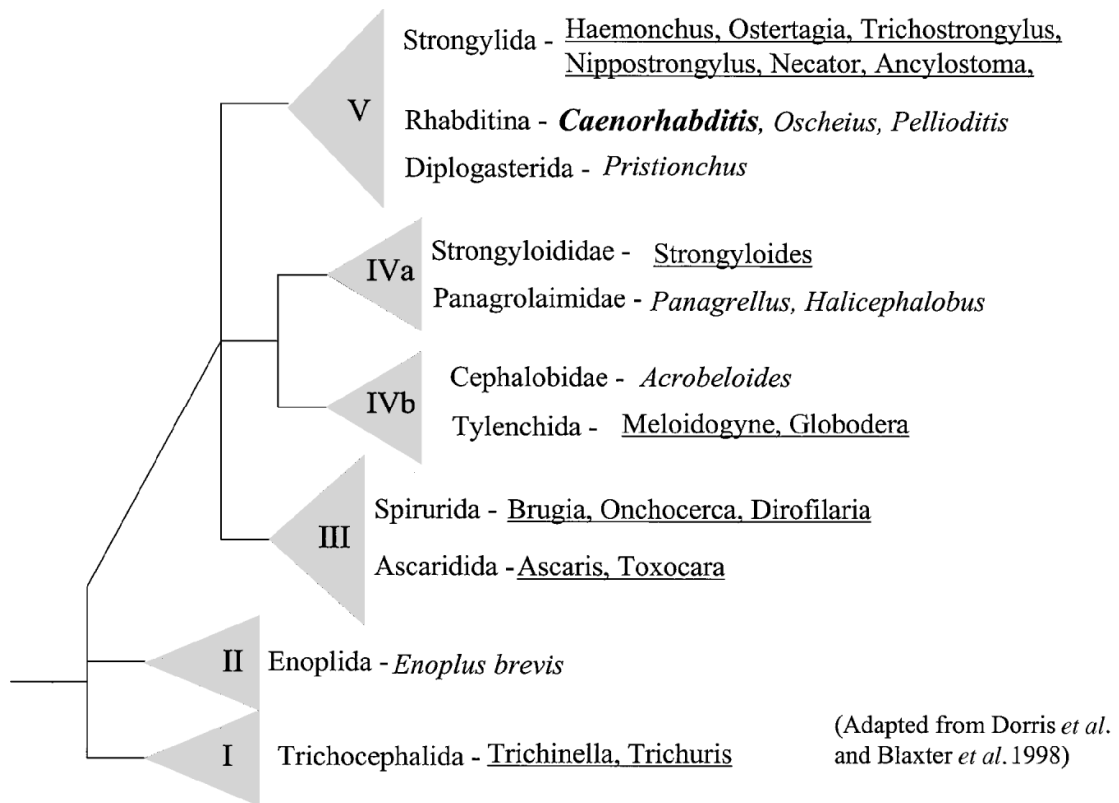 Strongylida - Haemonchus, Ostertagia, Trichostrongylus,
Nippostrongylus, Necator, Ancylostoma,
V
Rhabditina - Caenorhabditis, Oscheius, Pellioditis
Diplogasterida - Pristionchus
IVa
Strongyloididae - Strongyloides
Panagrolaimidae - Panagrellus, Halicephalobus
IVb
Cephalobidae - Acrobeloides
Tylenchida - Meloidogyne, Globodera
III
Spirurida - Brugia, Onchocerca, Dirofilaria
Ascaridida - Ascaris, Toxocara
II
Enoplida - Enoplus brevis
I
Trichocephalida - Trichinella, Trichuris
(Adapted from Dorris et al.
and Blaxter et al. 1998)